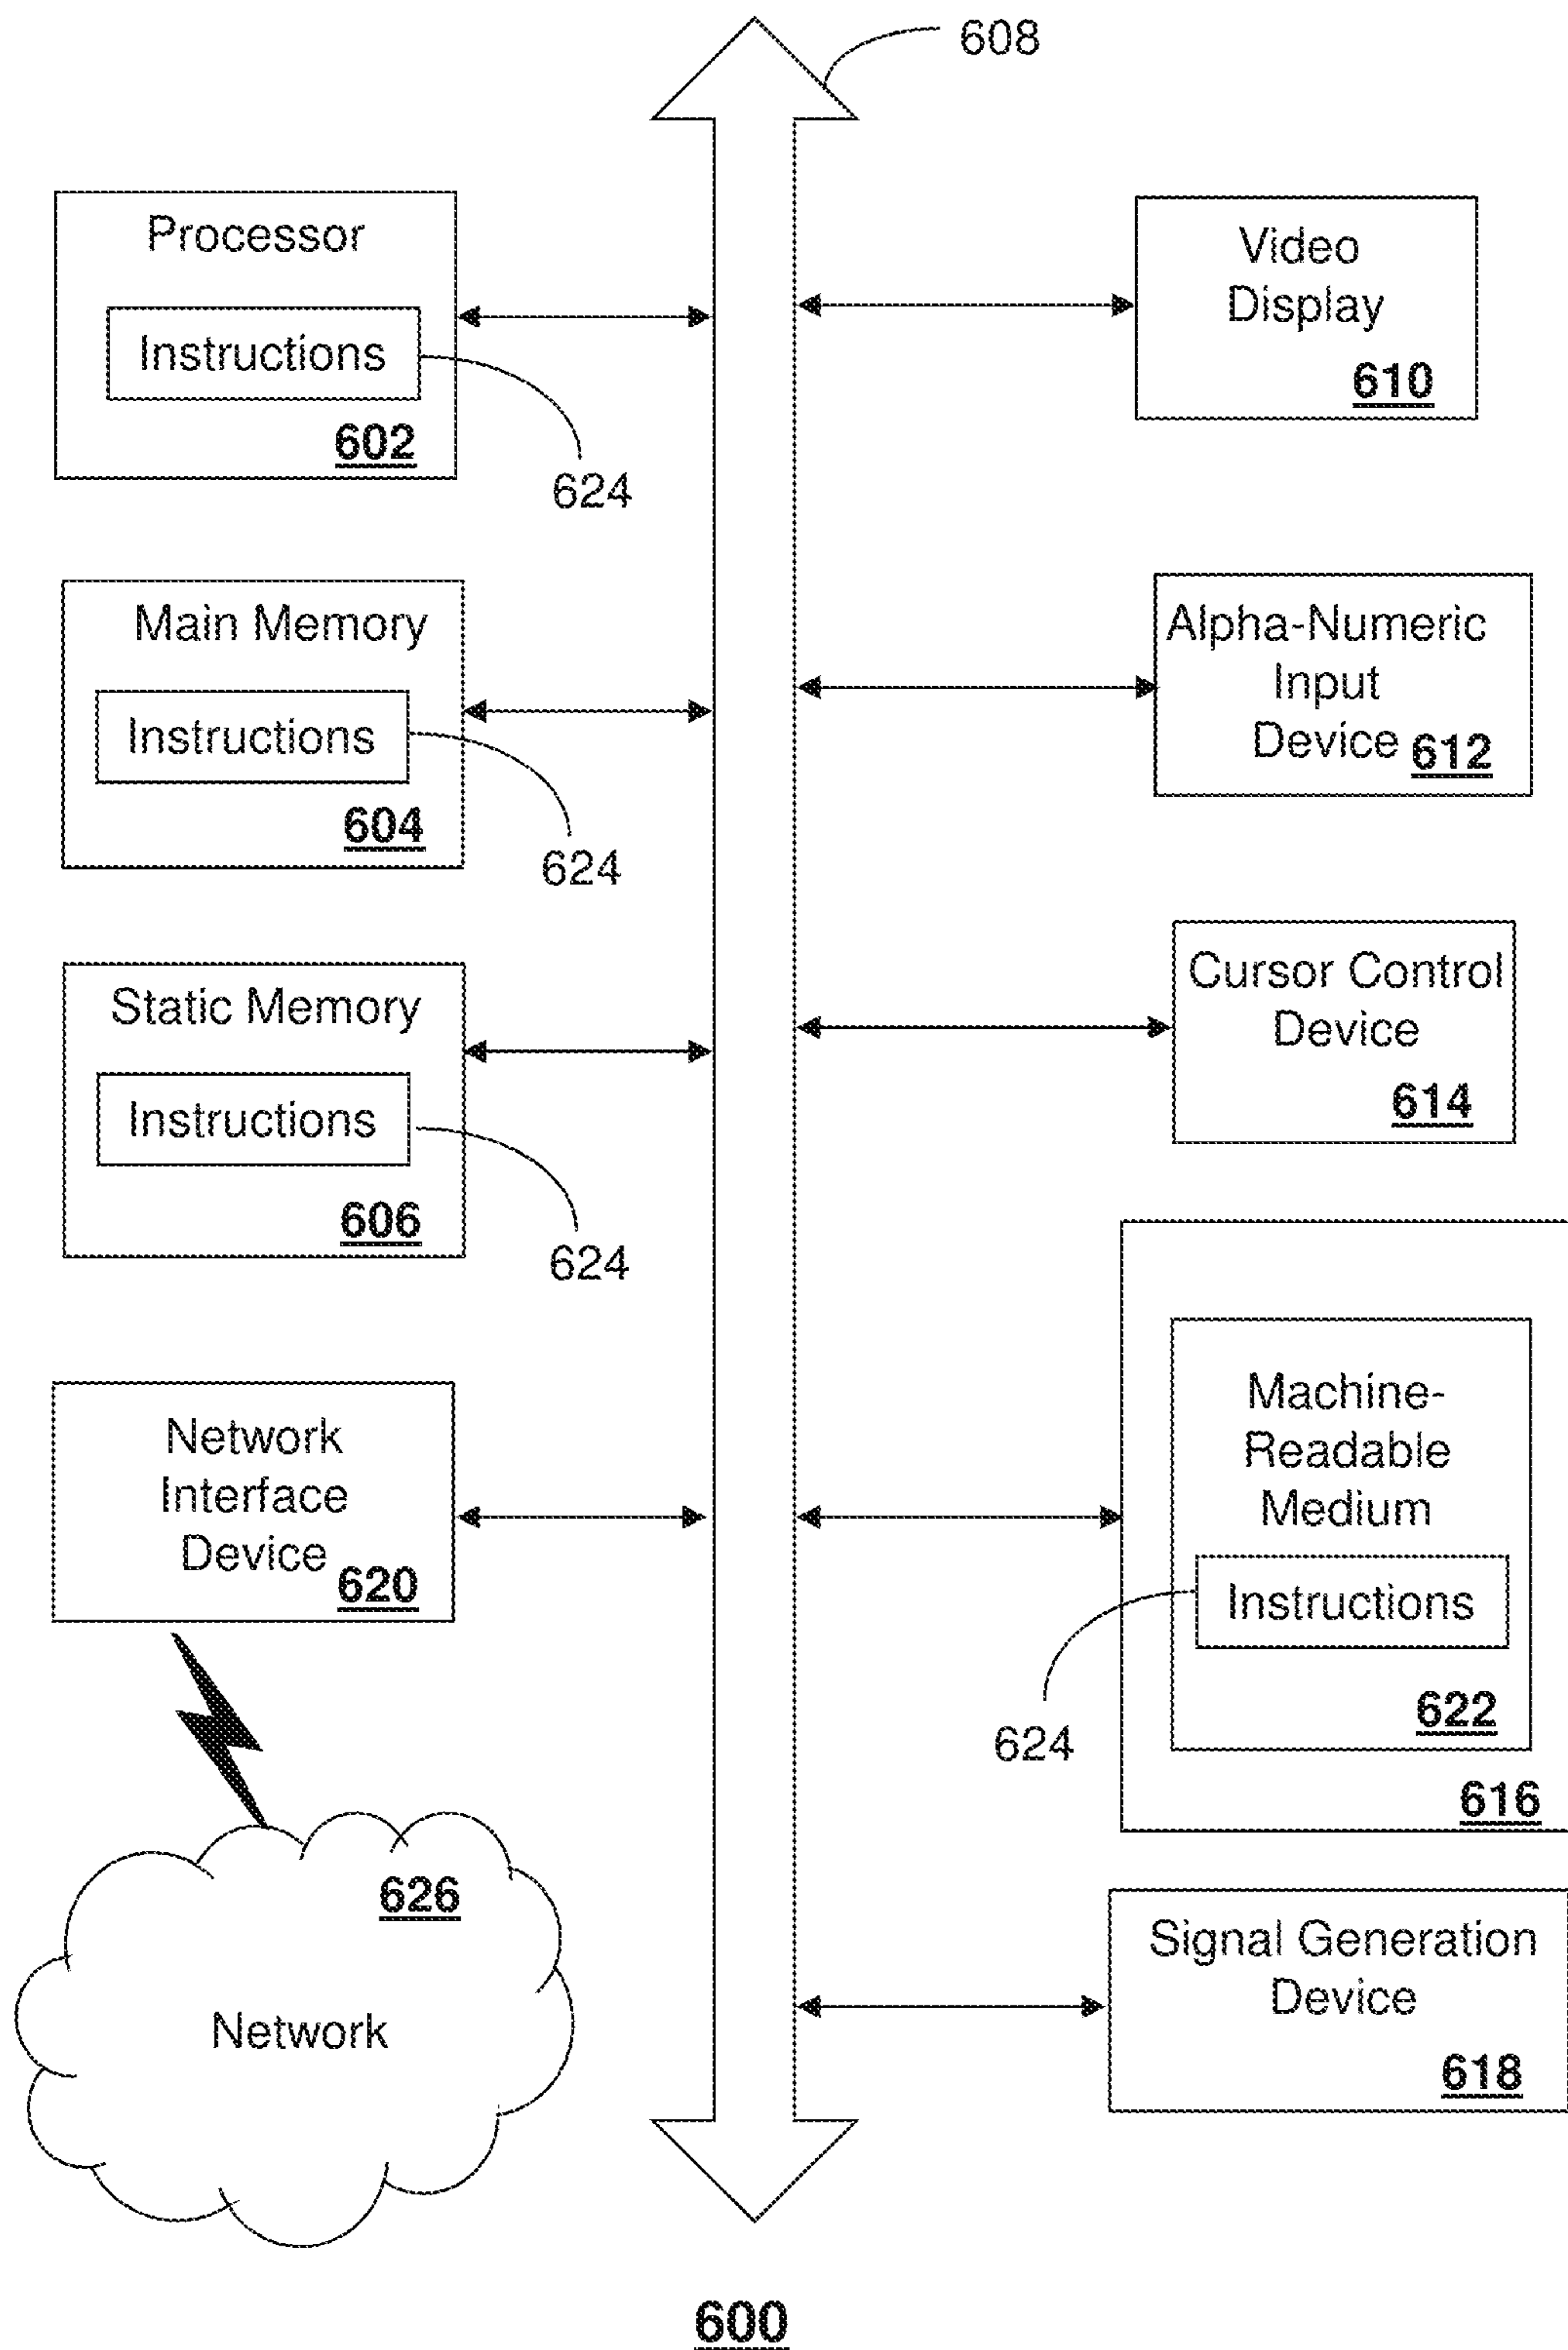 608
Processor
Instructions
602
624
Main Memory
Instructions
604
624
Static Memory
Instructions
606
624
Network
Interface
Device
620
626
Network
Video
Display
610
Alpha-Numeric
Input
Device
612
Cursor Control
Device
614
Machine-
Readable
Medium
Instructions
622
624
616
Signal Generation
Device
618
600